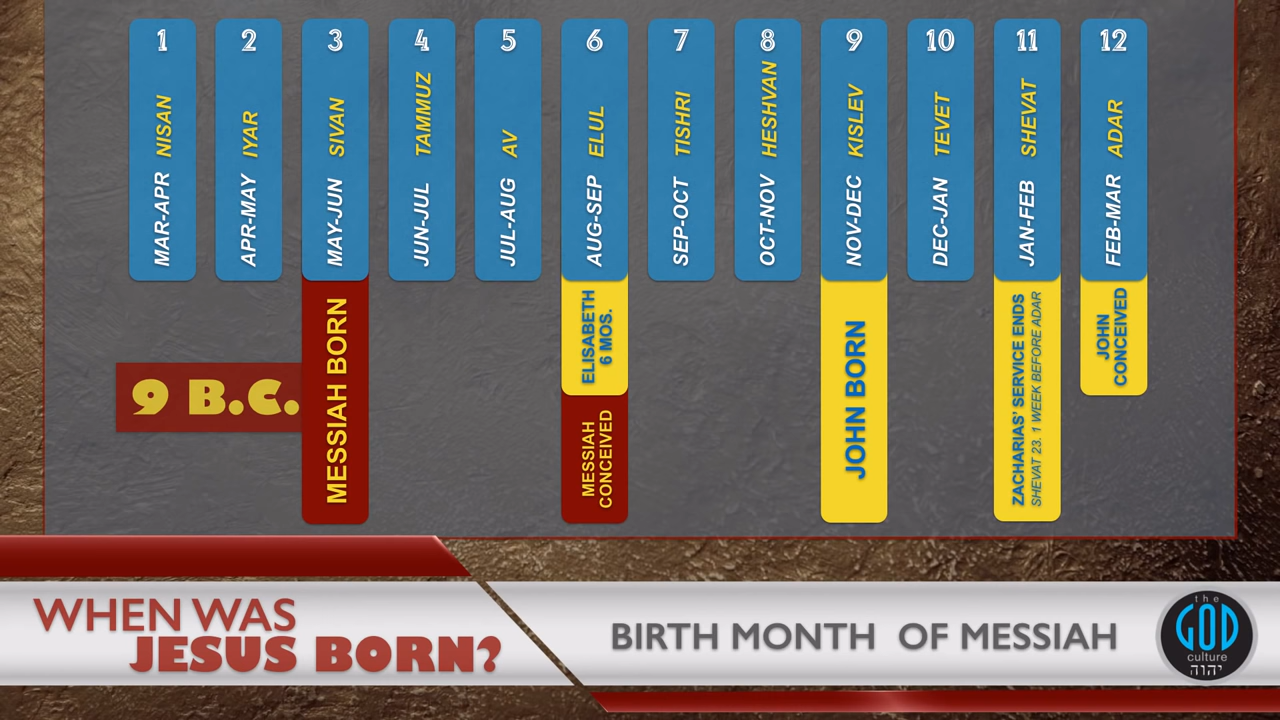 1
MAR-APR NISAN
2
APR-MAY IYAR
3
MAY-JUN SIVAN
4
JUN-JUL TAMMUZ
5
JUL-AUG AV
6
AUG-SEP ELUL
7
SEP-OCT TISHRI
8
OCT-NOV HESHVAN
9
NOV-DEC KISLEV
10
DEC-JAN TEVET
11
JAN-FEB SHEVAT
12
FEB-MAR ADAR
9 B.C.
MESSIAH BORN
ELISABETH
6 MOS.
MESSIAH
CONCEIVED
JOHN BORN
ZACHARIAS' SERVICE ENDS
SHEVAT 23. 1 WEEK BEFORE ADAR
JOHN
CONCEIVED
WHEN WAS
JESUS BORN?
BIRTH MONTH OF MESSIAH
the
GOD
culture
יהוה